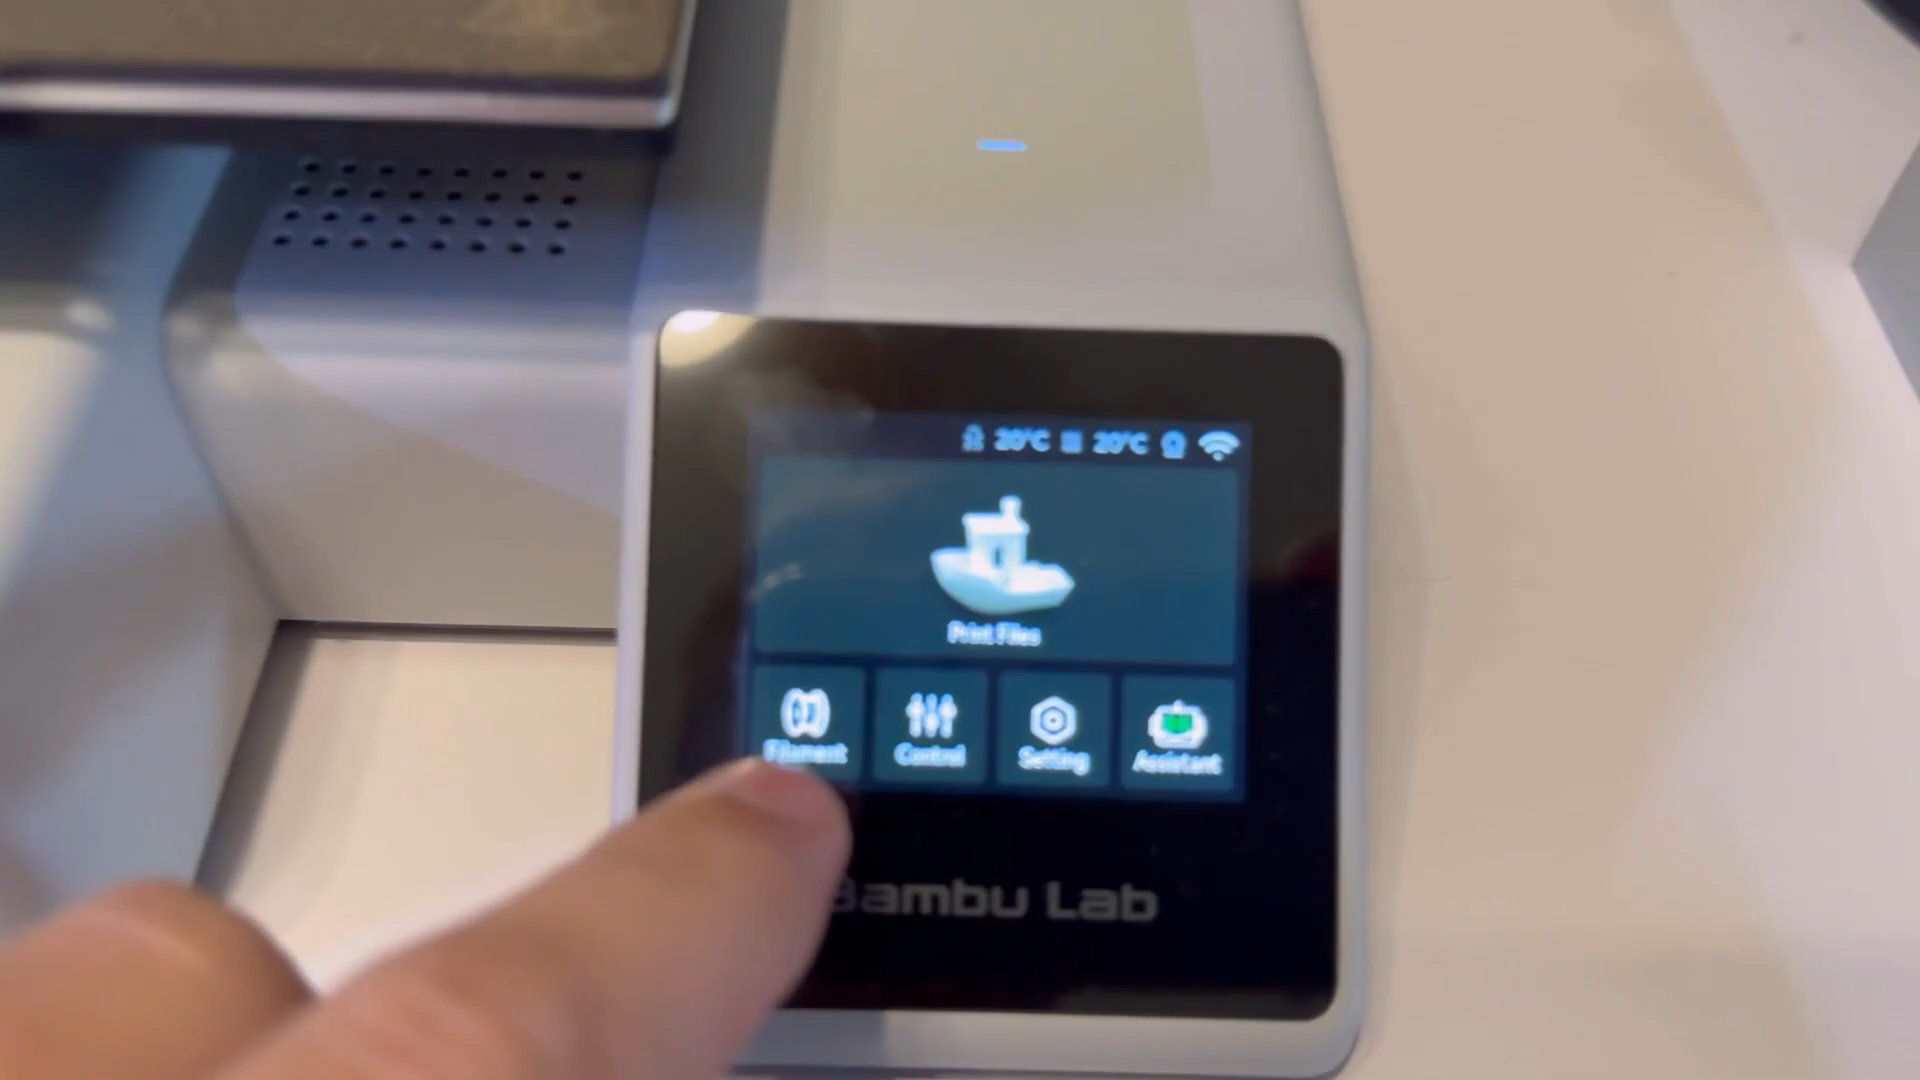 20°C 20°C
Print Files
Filament Control Setting Assistant
Bambu Lab